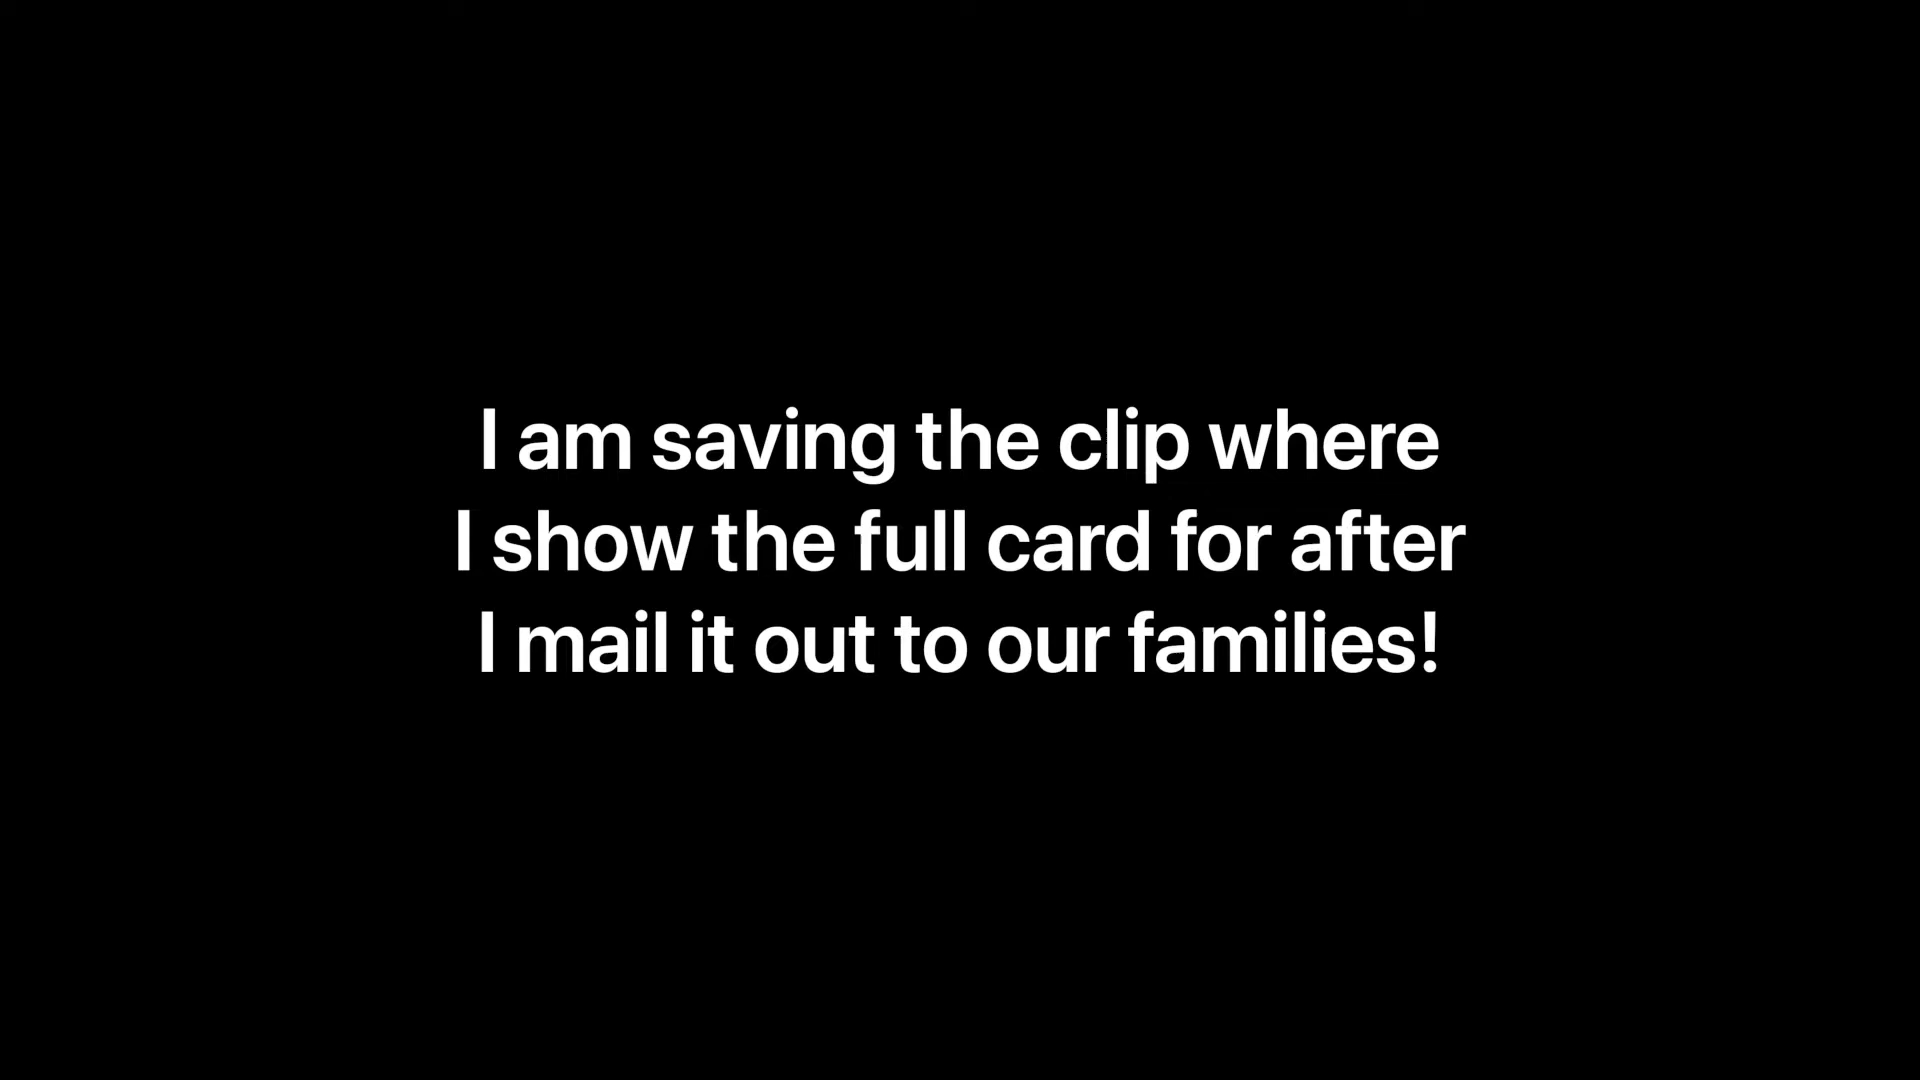 I am saving the clip where
I show the full card for after
I mail it out to our families!